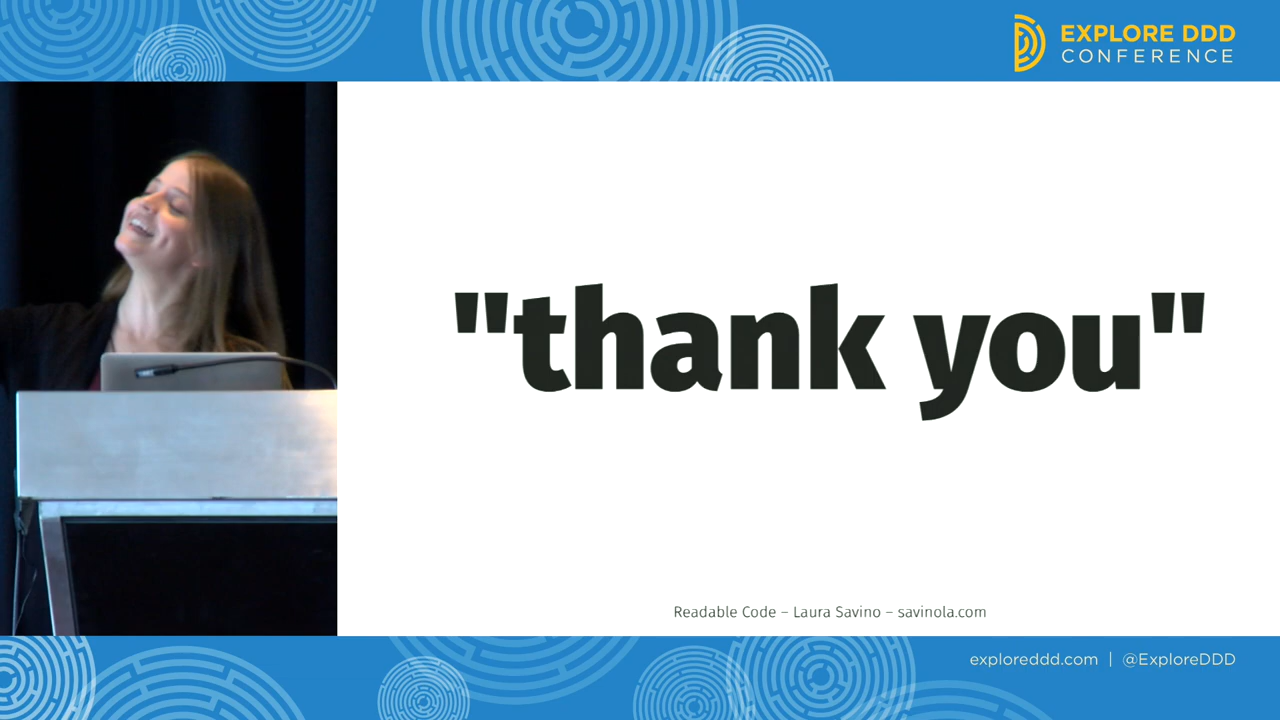 EXPLORE DDD
CONFERENCE
"thank you"
Readable Code – Laura Savino – savinola.com
exploreddd.com | @ExploreDDD